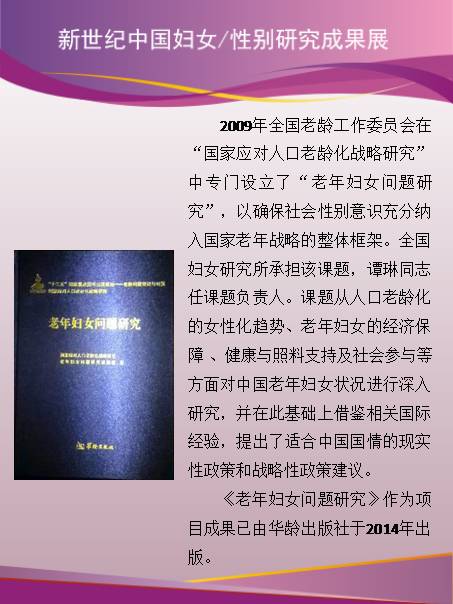 新世纪中国妇女/性别研究成果展
2009年全国老龄工作委员会在
“国家应对人口老龄化战略研究”
中专门设立了“老年妇女问题研
究”，以确保社会性别意识充分纳
入国家老年战略的整体框架。全国
妇女研究所承担该课题，谭琳同志
任课题负责人。课题从人口老龄化
的女性化趋势、老年妇女的经济保
障 、健康与照料支持及社会参与等
方面对中国老年妇女状况进行深入
研究，并在此基础上借鉴相关国际
经验，提出了适合中国国情的现实
性政策和战略性政策建议。
《老年妇女问题研究》作为项
目成果已由华龄出版社于2014年出
版。
老年妇女问题研究
华龄出版社